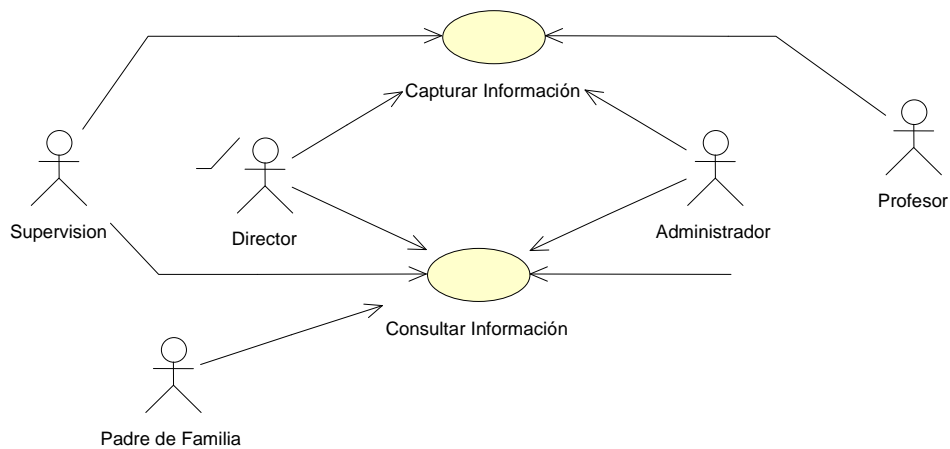 Capturar Información
Profesor
Supervision
Director
Administrador
Consultar Información
Padre de Familia